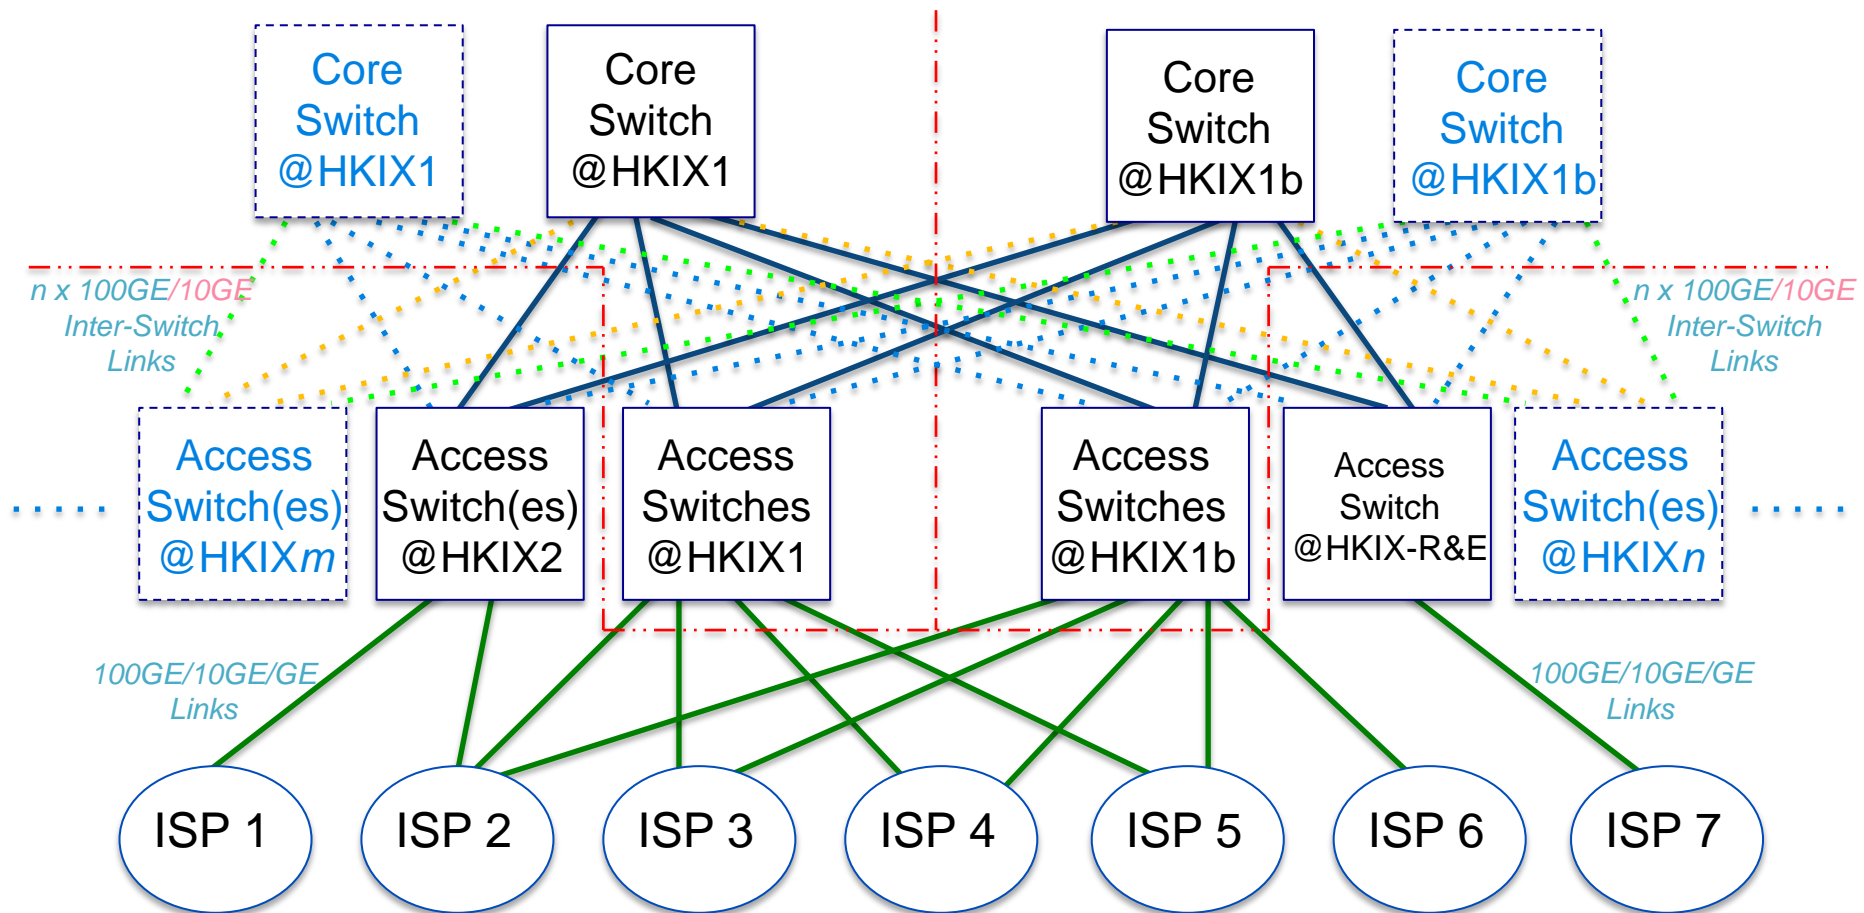 Core
Switch
@HKIX1
Core
Switch
@HKIX1
Core
Switch
@HKIX1b
Core
Switch
@HKIX1b
n x 100GE/10GE
Inter-Switch
Links
n x 100GE/10GE
Inter-Switch
Links
Access
Switch(es)
@HKIXm
Access
Switch(es)
@HKIX2
Access
Switches
@HKIX1
Access
Switches
@HKIX1b
Access
Switch
@HKIX-R&E
Access
Switch(es)
@HKIXn
100GE/10GE/GE
Links
100GE/10GE/GE
Links
ISP 1
ISP 2
ISP 3
ISP 4
ISP 5
ISP 6
ISP 7